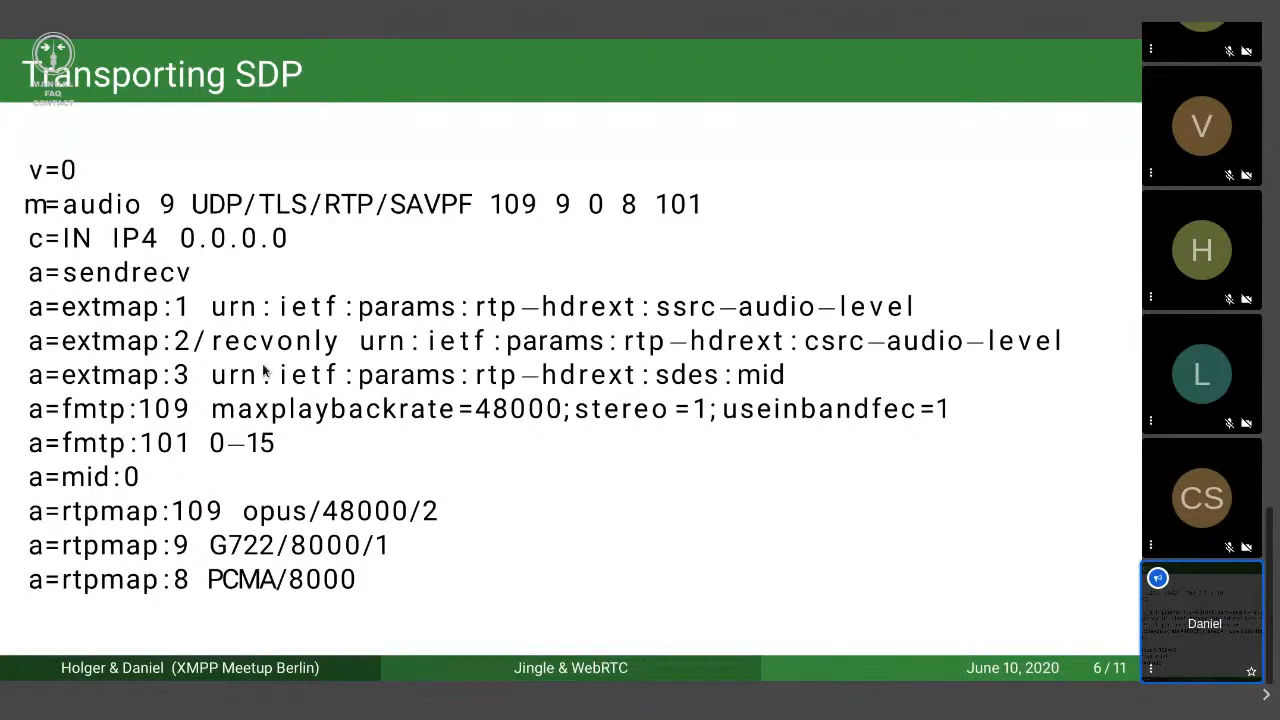 Transporting SDP
MANUAL
FAQ
CONTACT
v=0
m=audio 9 UDP/TLS/RTP/SAVPF 109 9 0 8 101
c=IN IP4 0.0.0.0
a=sendrecv
a=extmap:1 urn:ietf:params:rtp-hdrext:ssrc-audio-level
a=extmap:2/recvonly urn:ietf:params:rtp-hdrext:csrc-audio-level
a=extmap:3 urn:ietf:params:rtp-hdrext:sdes:mid
a=fmtp:109 maxplaybackrate=48000;stereo=1;useinbandfec=1
a=fmtp:101 0-15
a=mid:0
a=rtpmap:109 opus/48000/2
a=rtpmap:9 G722/8000/1
a=rtpmap:8 PCMA/8000
Holger & Daniel (XMPP Meetup Berlin)
Jingle & WebRTC
June 10, 2020 6 / 11
V
H
L
CS
Daniel